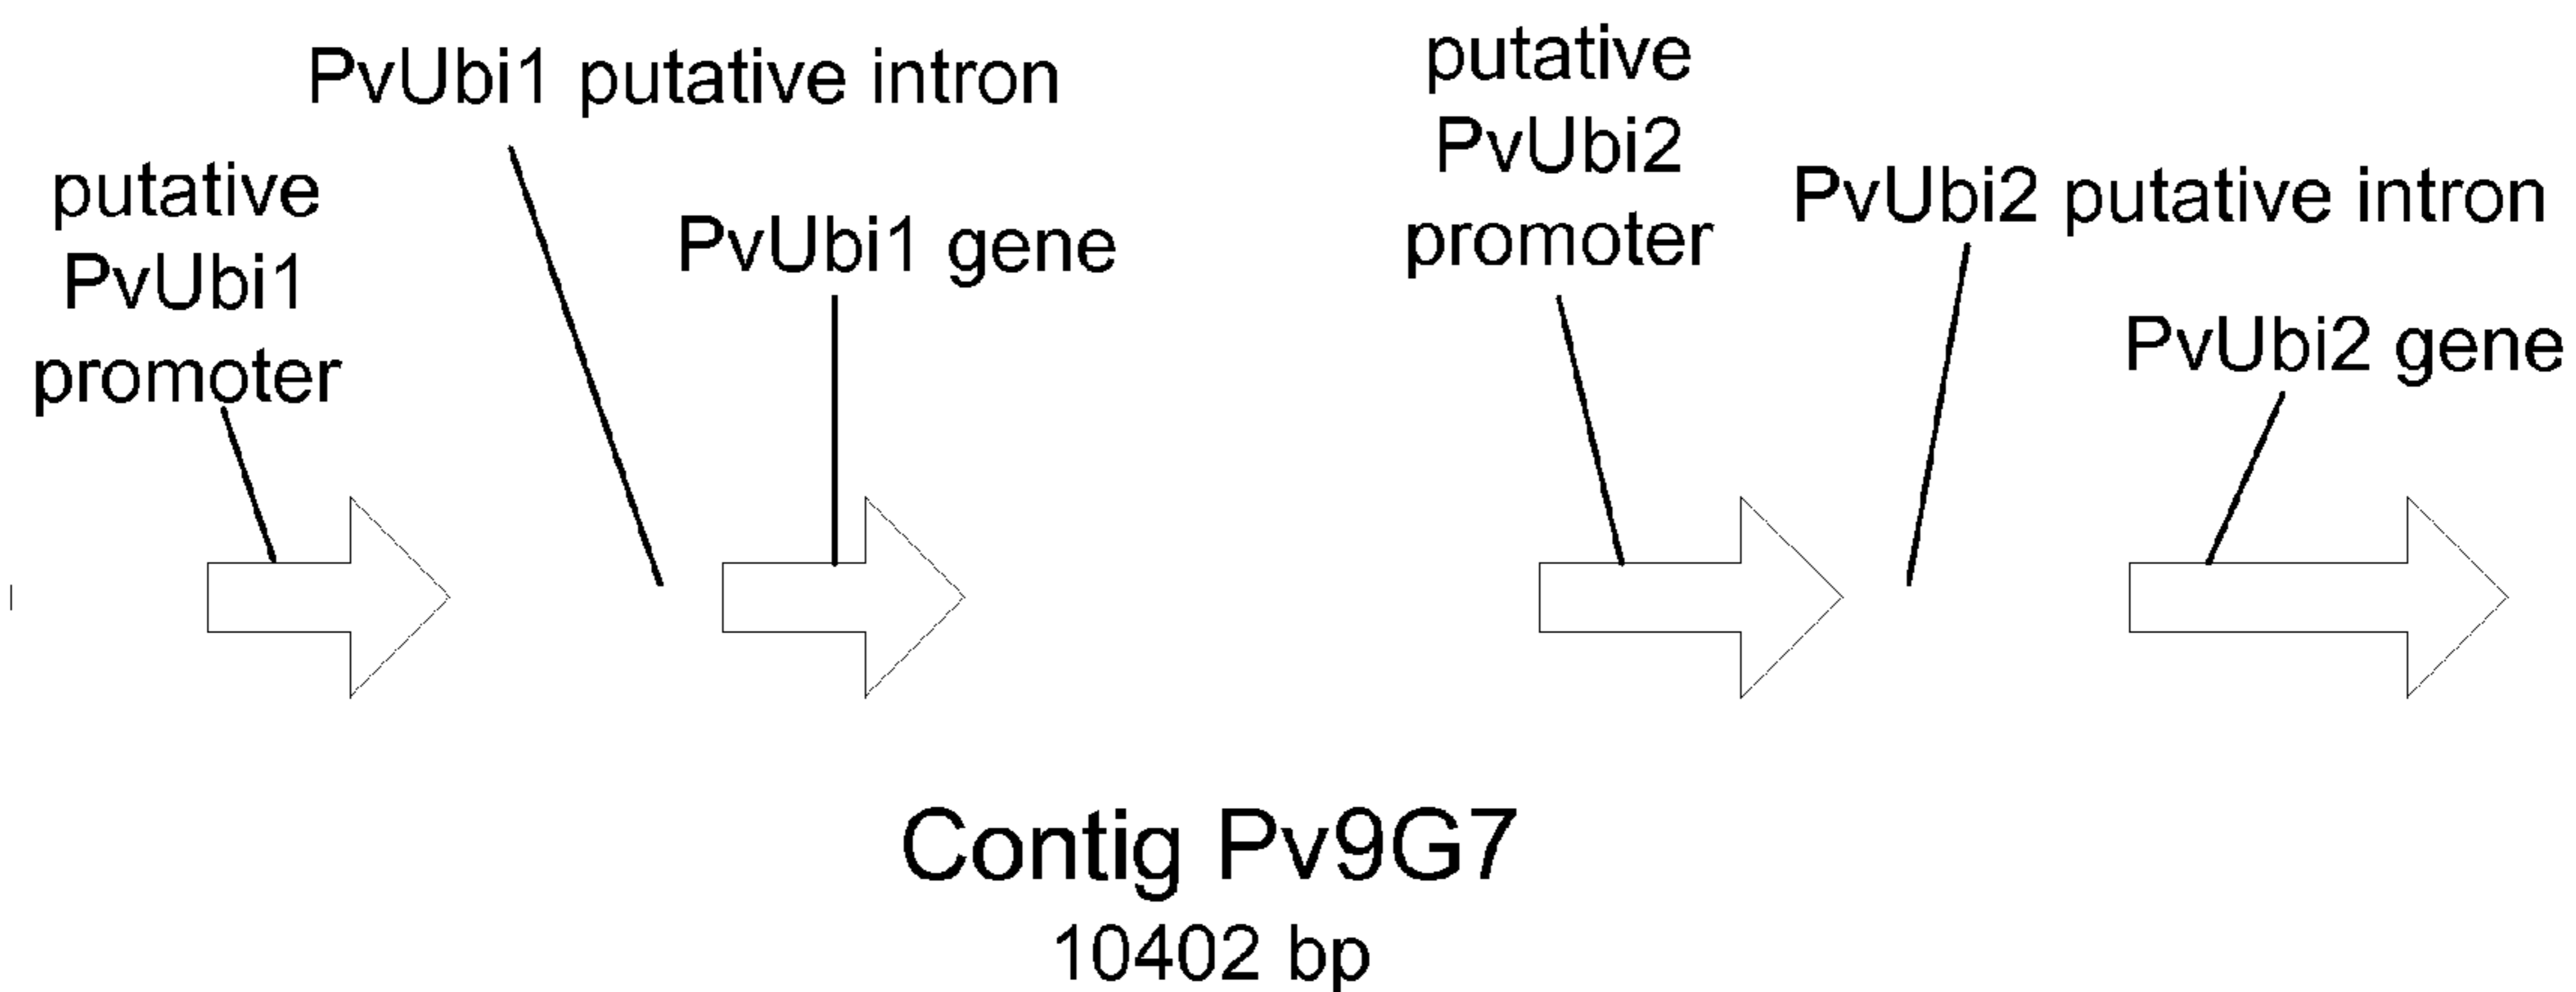 PvUbi1 putative intron
putative
PvUbi1
promoter
PvUbi1 gene
putative
PvUbi2
promoter
PvUbi2 putative intron
PvUbi2 gene
Contig Pv9G7
10402 bp